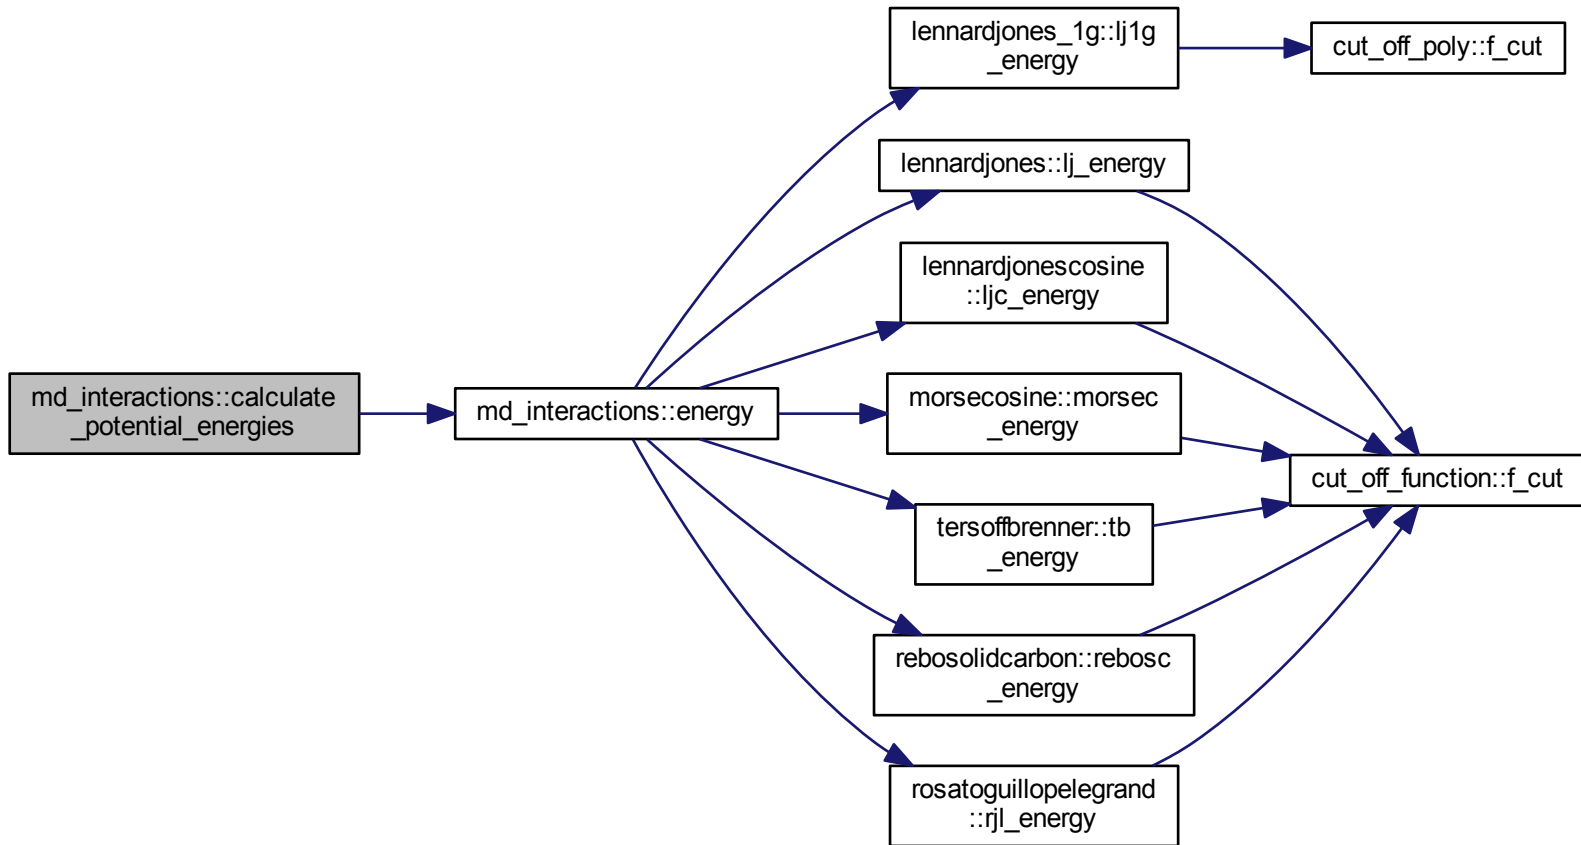 lennardjones_1g::lj1g
_energy
cut_off_poly::f_cut
lennardjones::lj_energy
lennardjonescosine
::ljc_energy
md_interactions::calculate
_potential_energies
md_interactions::energy
morsecosine::morsec
_energy
cut_off_function::f_cut
tersoffbrenner::tb
_energy
rebosolidcarbon::rebosc
_energy
rosatoguillopelegrand
::rjl_energy